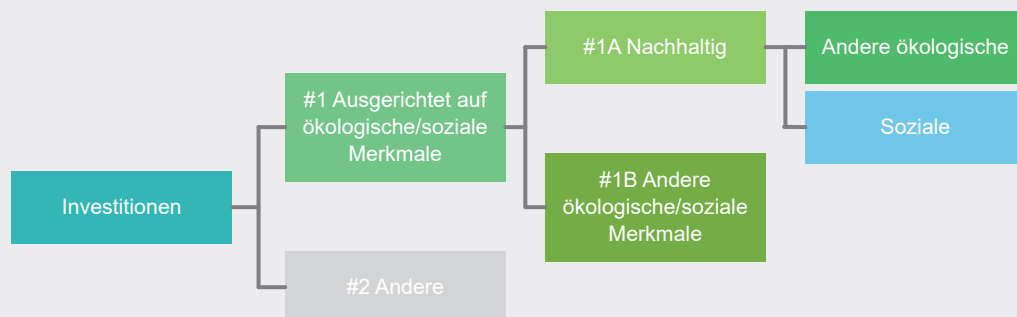 Investitionen
#1 Ausgerichtet auf
ökologische/soziale
Merkmale
#2 Andere
#1A Nachhaltig
#1B Andere
ökologische/soziale
Merkmale
Andere ökologische
Soziale